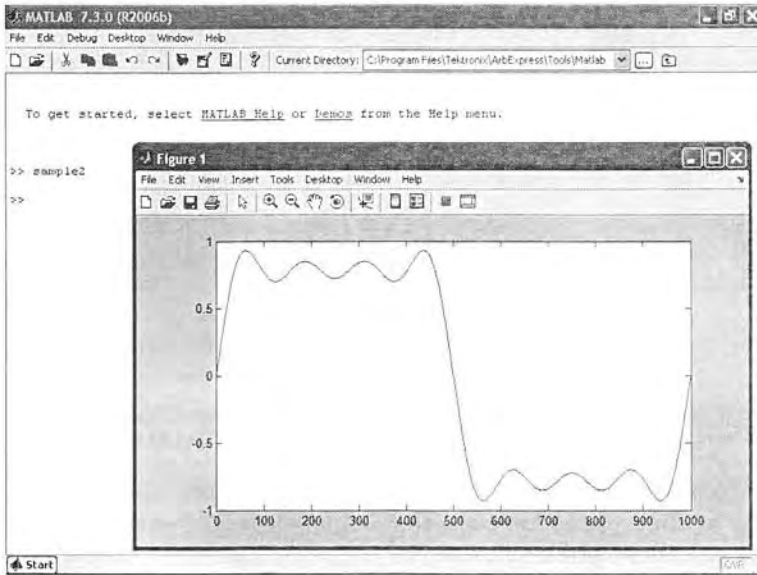 MATLAB 7.3.0 (R2006b)
File Edit Debug Desktop Window Help
Current Directory: C:\Program Files\Tektronix\ArbExpress\Tools\Matlab
To get started, select MATLAB Help or Demos from the Help menu.
>> sample2
>>
Figure 1
File Edit View Insert Tools Desktop Window Help
1
0.5
0
-0.5
-1
0 100 200 300 400 500 600 700 800 900 1000
Start
OVR